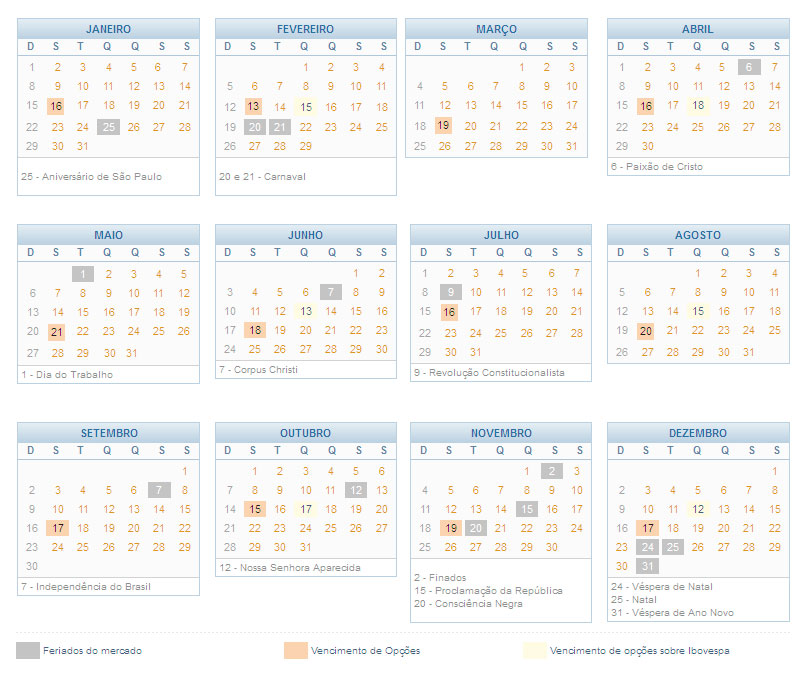 JANEIRO
D S T Q Q S S
1 2 3 4 5 6 7
8 9 10 11 12 13 14
15 16 17 18 19 20 21
22 23 24 25 26 27 28
29 30 31
25 - Aniversário de São Paulo
FEVEREIRO
D S T Q Q S S
1 2 3 4
5 6 7 8 9 10 11
12 13 14 15 16 17 18
19 20 21 22 23 24 25
26 27 28 29
20 e 21 - Carnaval
MARÇO
D S T Q Q S S
1 2 3
4 5 6 7 8 9 10
11 12 13 14 15 16 17
18 19 20 21 22 23 24
25 26 27 28 29 30 31
ABRIL
D S T Q Q S S
1 2 3 4 5 6 7
8 9 10 11 12 13 14
15 16 17 18 19 20 21
22 23 24 25 26 27 28
29 30
6 - Paixão de Cristo
MAIO
D S T Q Q S S
1 2 3 4 5
6 7 8 9 10 11 12
13 14 15 16 17 18 19
20 21 22 23 24 25 26
27 28 29 30 31
1 - Dia do Trabalho
JUNHO
D S T Q Q S S
1 2
3 4 5 6 7 8 9
10 11 12 13 14 15 16
17 18 19 20 21 22 23
24 25 26 27 28 29 30
7 - Corpus Christi
JULHO
D S T Q Q S S
1 2 3 4 5 6 7
8 9 10 11 12 13 14
15 16 17 18 19 20 21
22 23 24 25 26 27 28
29 30 31
9 - Revolução Constitucionalista
AGOSTO
D S T Q Q S S
1 2 3 4
5 6 7 8 9 10 11
12 13 14 15 16 17 18
19 20 21 22 23 24 25
26 27 28 29 30 31
SETEMBRO
D S T Q Q S S
1
2 3 4 5 6 7 8
9 10 11 12 13 14 15
16 17 18 19 20 21 22
23 24 25 26 27 28 29
30
7 - Independência do Brasil
OUTUBRO
D S T Q Q S S
1 2 3 4 5 6
7 8 9 10 11 12 13
14 15 16 17 18 19 20
21 22 23 24 25 26 27
28 29 30 31
12 - Nossa Senhora Aparecida
NOVEMBRO
D S T Q Q S S
1 2 3
4 5 6 7 8 9 10
11 12 13 14 15 16 17
18 19 20 21 22 23 24
25 26 27 28 29 30
2 - Finados
15 - Proclamação da República
20 - Consciência Negra
DEZEMBRO
D S T Q Q S S
1
2 3 4 5 6 7 8
9 10 11 12 13 14 15
16 17 18 19 20 21 22
23 24 25 26 27 28 29
30 31
24 - Véspera de Natal
25 - Natal
31 - Véspera de Ano Novo
Feriados do mercado
Vencimento de Opções
Vencimento de opções sobre Ibovespa